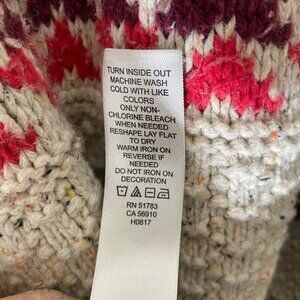 TURN INSIDE OUT
MACHINE WASH
COLD WITH LIKE
COLORS
ONLY NON-
CHLORINE BLEACH
WHEN NEEDED
RESHAPE LAY FLAT
TO DRY
WARM IRON ON
REVERSE IF
NEEDED
DO NOT IRON ON
DECORATION
RN 51783
CA 56910
H0817